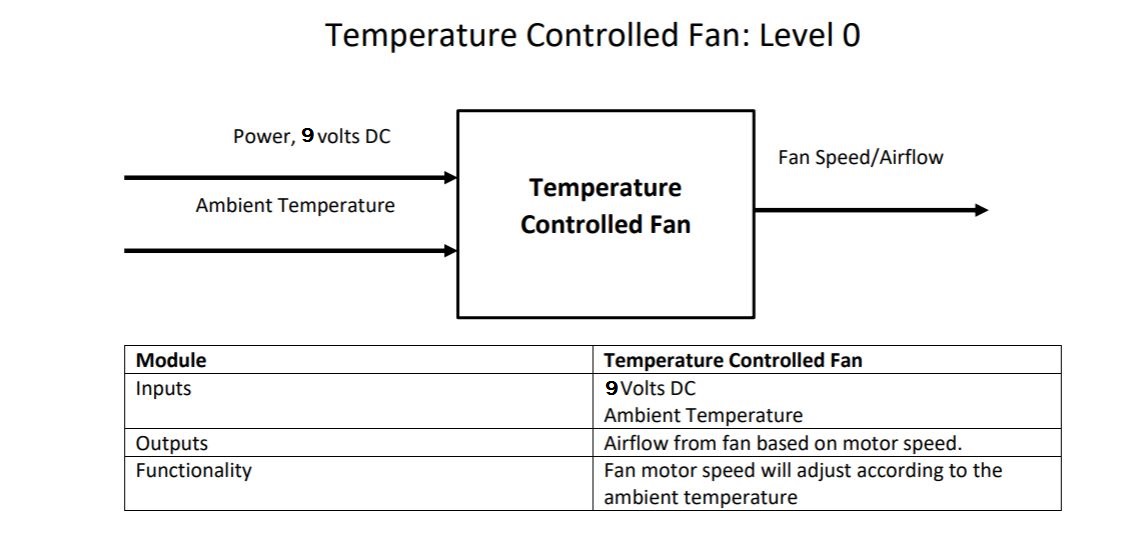 Temperature Controlled Fan: Level 0
Power, 9 volts DC
Ambient Temperature
Temperature
Controlled Fan
Fan Speed/Airflow
Module Temperature Controlled Fan
Inputs 9 Volts DC
Ambient Temperature
Outputs Airflow from fan based on motor speed.
Functionality Fan motor speed will adjust according to the
ambient temperature